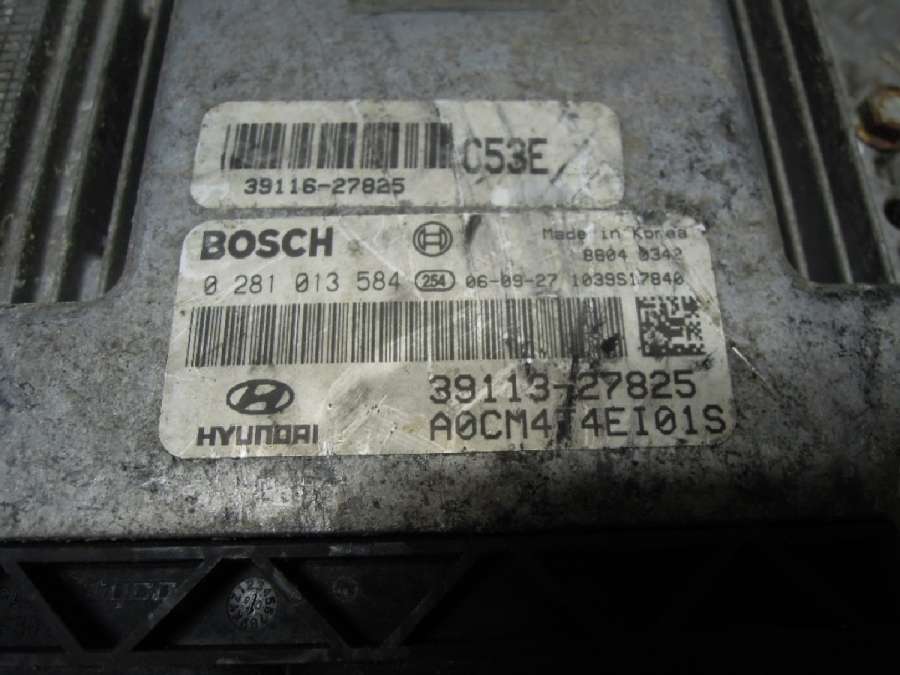 C53E
39116-27825
BOSCH
Made in Korea
8804 0342
0 281 013 584 254 06-09-27 1039S17840
39113-27825
HYUNDAI
4EI01S